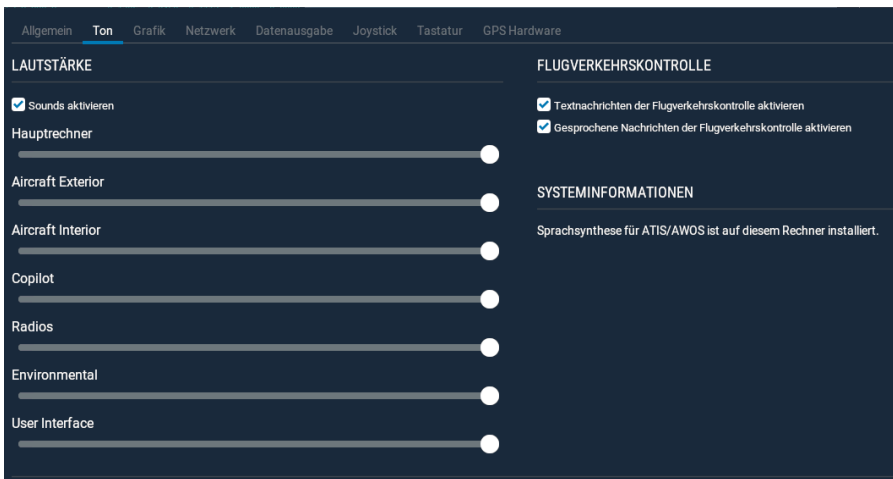 Allgemein Ton Grafik Netzwerk Datenausgabe Joystick Tastatur GPS Hardware
LAUTSTÄRKE
Sounds aktivieren
Hauptrechner
Aircraft Exterior
Aircraft Interior
Copilot
Radios
Environmental
User Interface
FLUGVERKEHRSKONTROLLE
Textnachrichten der Flugverkehrskontrolle aktivieren
Gesprochene Nachrichten der Flugverkehrskontrolle aktivieren
SYSTEMINFORMATIONEN
Sprachsynthese für ATIS/AWOS ist auf diesem Rechner installiert.